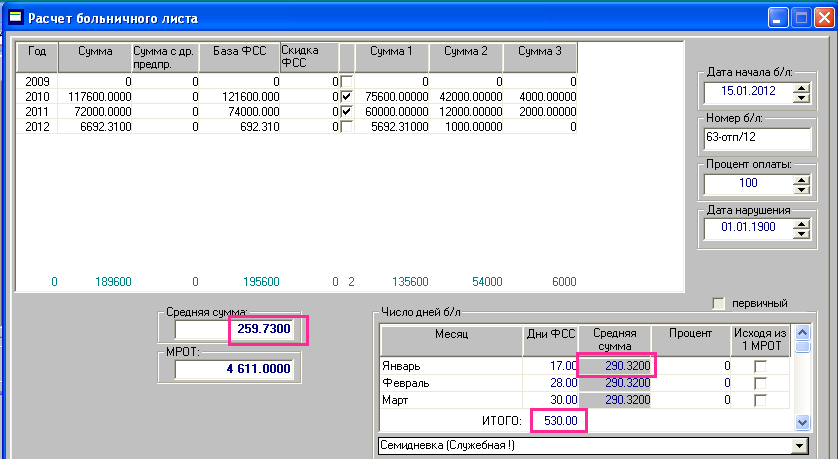 Расчет больничного листа
Год Сумма Сумма с др. предпр. База ФСС Скидка ФСС Сумма 1 Сумма 2 Сумма 3
2009 0 0 0 0 0 0 0
2010 117600.0000 0 121600.000 0 75600.00000 42000.00000 4000.00000
2011 72000.0000 0 74000.000 0 60000.00000 12000.00000 2000.00000
2012 6692.3100 0 692.310 0 5692.31000 1000.00000 0
0 189600 0 195600 0 2 135600 54000 6000
Дата начала б/л:
15.01.2012
Номер б/л:
63-отп/12
Процент оплаты:
100
Дата нарушения
01.01.1900
первичный
Средняя сумма:
259.7300
МРОТ:
4 611.0000
Число дней б/л
Месяц Дни ФСС Средняя сумма Процент Исходя из 1 МРОТ
Январь 17.00 290.3200 0
Февраль 28.00 290.3200 0
Март 30.00 290.3200 0
ИТОГО: 530.00
Семидневка (Служебная !)